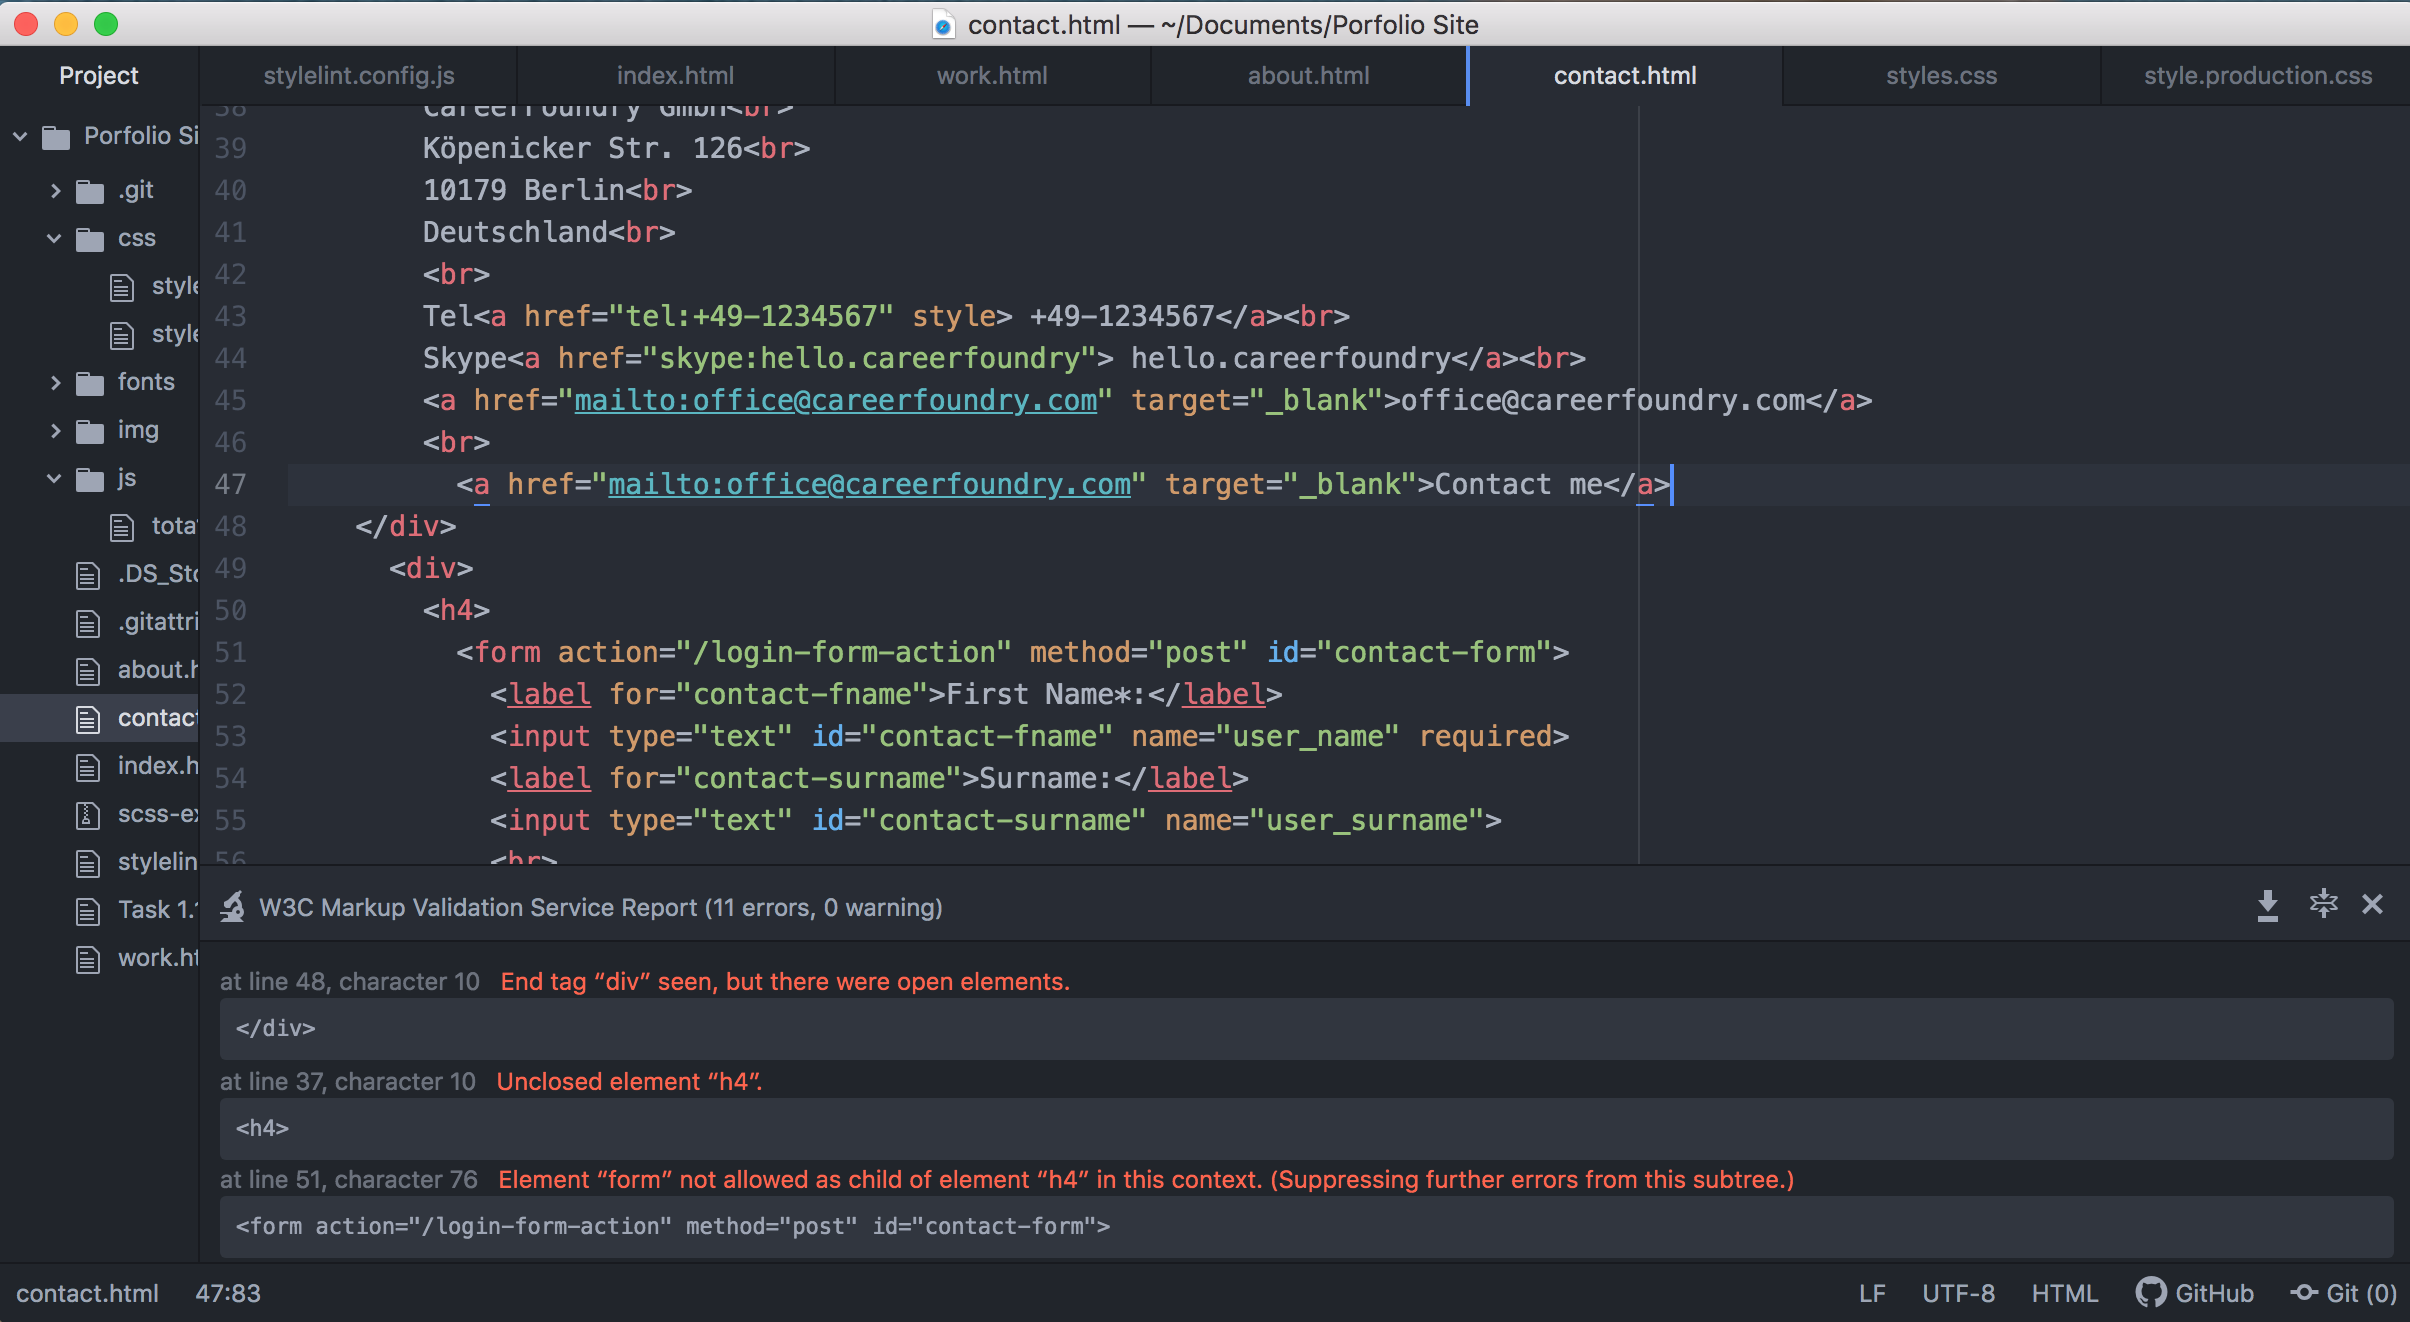 contact.html — ~/Documents/Porfolio Site
Project
stylelint.config.js
index.html
work.html
about.html
contact.html
styles.css
style.production.css
Porfolio Si
.git
css
style
style
fonts
img
js
tota
.DS_Sto
.gitattri
about.h
contact
index.h
scss-ex
stylelin
Task 1.
work.ht
38 CareerFoundry GmbH<br>
39 Köpenicker Str. 126<br>
40 10179 Berlin<br>
41 Deutschland<br>
42 <br>
43 Tel<a href="tel:+49-1234567" style> +49-1234567</a><br>
44 Skype<a href="skype:hello.careerfoundry"> hello.careerfoundry</a><br>
45 <a href="mailto:office@careerfoundry.com" target="_blank">office@careerfoundry.com</a>
46 <br>
47 <a href="mailto:office@careerfoundry.com" target="_blank">Contact me</a>
48 </div>
49 <div>
50 <h4>
51 <form action="/login-form-action" method="post" id="contact-form">
52 <label for="contact-fname">First Name*:</label>
53 <input type="text" id="contact-fname" name="user_name" required>
54 <label for="contact-surname">Surname:</label>
55 <input type="text" id="contact-surname" name="user_surname">
56 <br>
W3C Markup Validation Service Report (11 errors, 0 warning)
at line 48, character 10 End tag “div” seen, but there were open elements.
</div>
at line 37, character 10 Unclosed element “h4”.
<h4>
at line 51, character 76 Element “form” not allowed as child of element “h4” in this context. (Suppressing further errors from this subtree.)
<form action="/login-form-action" method="post" id="contact-form">
contact.html 47:83
LF UTF-8 HTML GitHub Git (0)